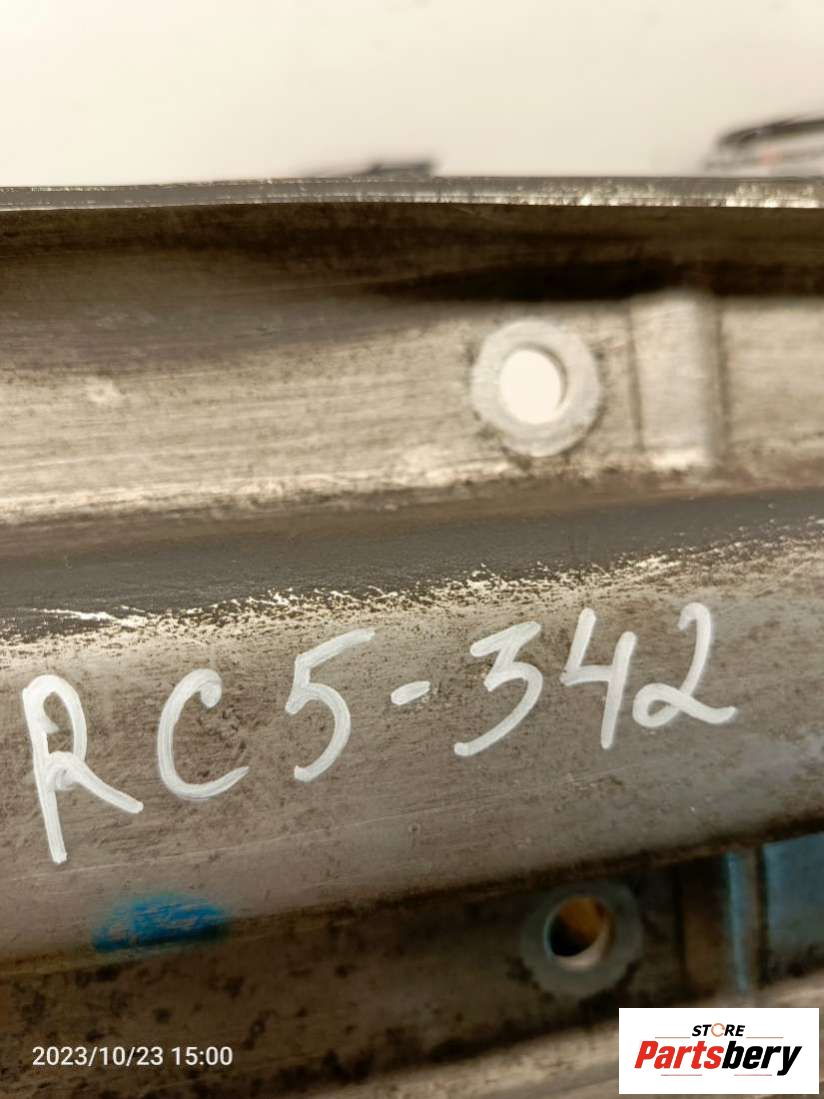 RC5-342
2023/10/23 15:00
STORE
Partsbery